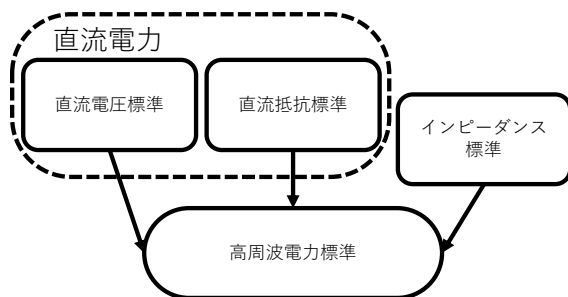 直流電力
直流電圧標準
直流抵抗標準
インピーダンス
標準
高周波電力標準